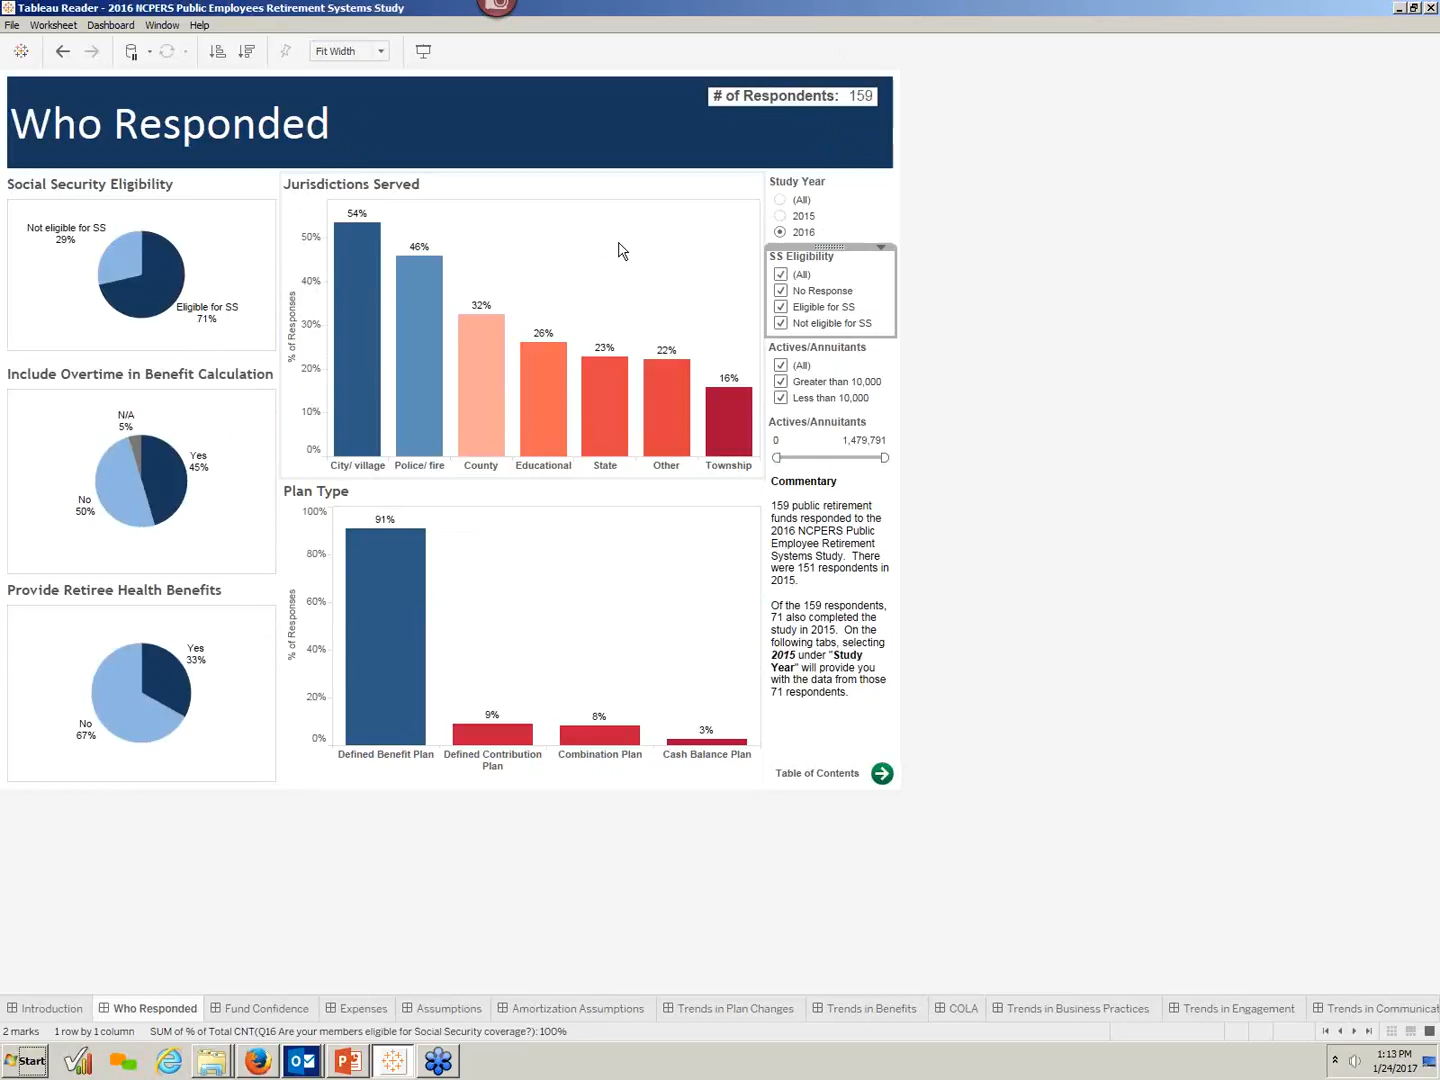 Tableau Reader - 2016 NCPERS Public Employees Retirement Systems Study
File Worksheet Dashboard Window Help
Fit Width
Who Responded
# of Respondents: 159
Social Security Eligibility
Not eligible for SS
29%
Eligible for SS
71%
Include Overtime in Benefit Calculation
N/A
5%
Yes
45%
No
50%
Provide Retiree Health Benefits
Yes
33%
No
67%
Jurisdictions Served
% of Responses
50%
40%
30%
20%
10%
0%
54%
46%
32%
26%
23%
22%
16%
City/ village Police/ fire County Educational State Other Township
Plan Type
% of Responses
100%
80%
60%
40%
20%
0%
91%
9%
8%
3%
Defined Benefit Plan Defined Contribution Combination Plan Cash Balance Plan
Plan
Study Year
(All)
2015
2016
SS Eligibility
(All)
No Response
Eligible for SS
Not eligible for SS
Actives/Annuitants
(All)
Greater than 10,000
Less than 10,000
Actives/Annuitants
0 1,479,791
Commentary
159 public retirement
funds responded to the
2016 NCPERS Public
Employee Retirement
Systems Study. There
were 151 respondents in
2015.
Of the 159 respondents,
71 also completed the
study in 2015. On the
following tabs, selecting
2015 under "Study
Year" will provide you
with the data from those
71 respondents.
Table of Contents
Introduction Who Responded Fund Confidence Expenses Assumptions Amortization Assumptions Trends in Plan Changes Trends in Benefits COLA Trends in Business Practices Trends in Engagement Trends in Communicat
2 marks 1 row by 1 column SUM of % of Total CNT(Q16 Are your members eligible for Social Security coverage?): 100%
Start
1:13 PM
1/24/2017